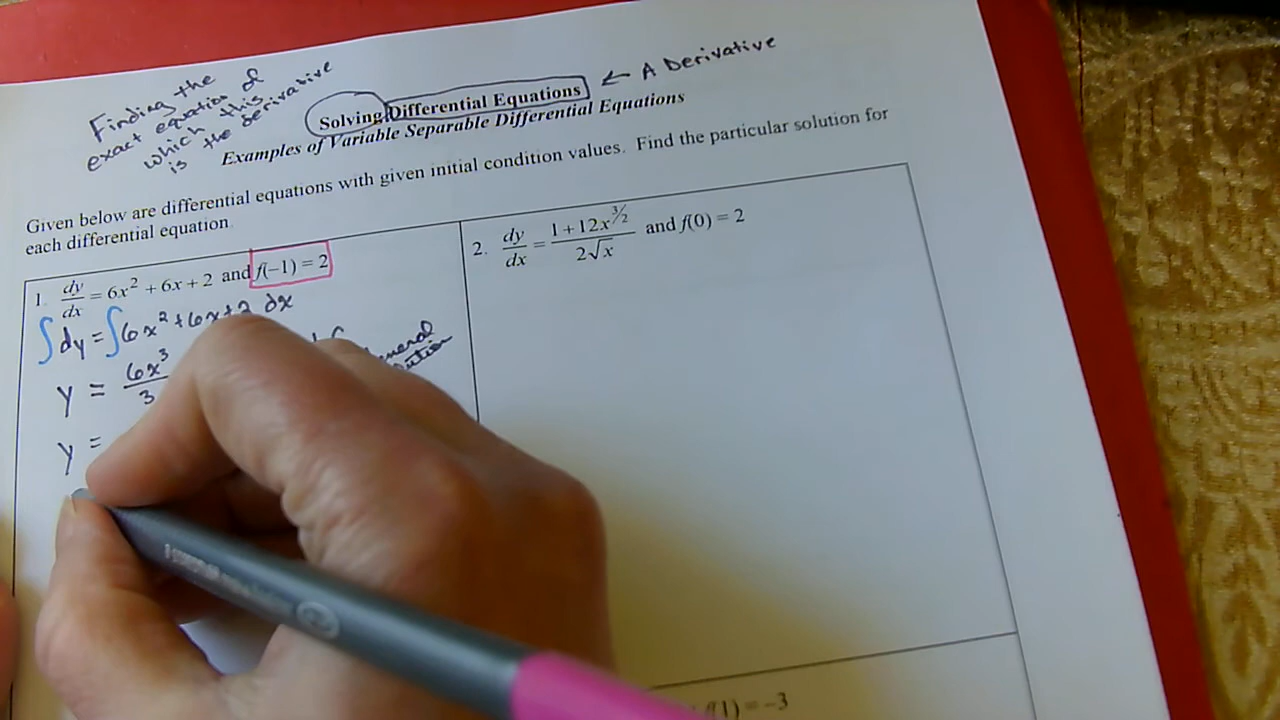 Finding the
exact equation of
which this
is the derivative
Solving Differential Equations ← A Derivative
Examples of Variable Separable Differential Equations
Given below are differential equations with given initial condition values. Find the particular solution for
each differential equation.
1. dy/dx = 6x² + 6x + 2 and f(−1) = 2
∫ dy = ∫ 6x² + 6x + 2 dx
y = 6x³/3
y =
2. dy/dx = (1 + 12x^(3/2))/(2√x) and f(0) = 2
f(1) = −3